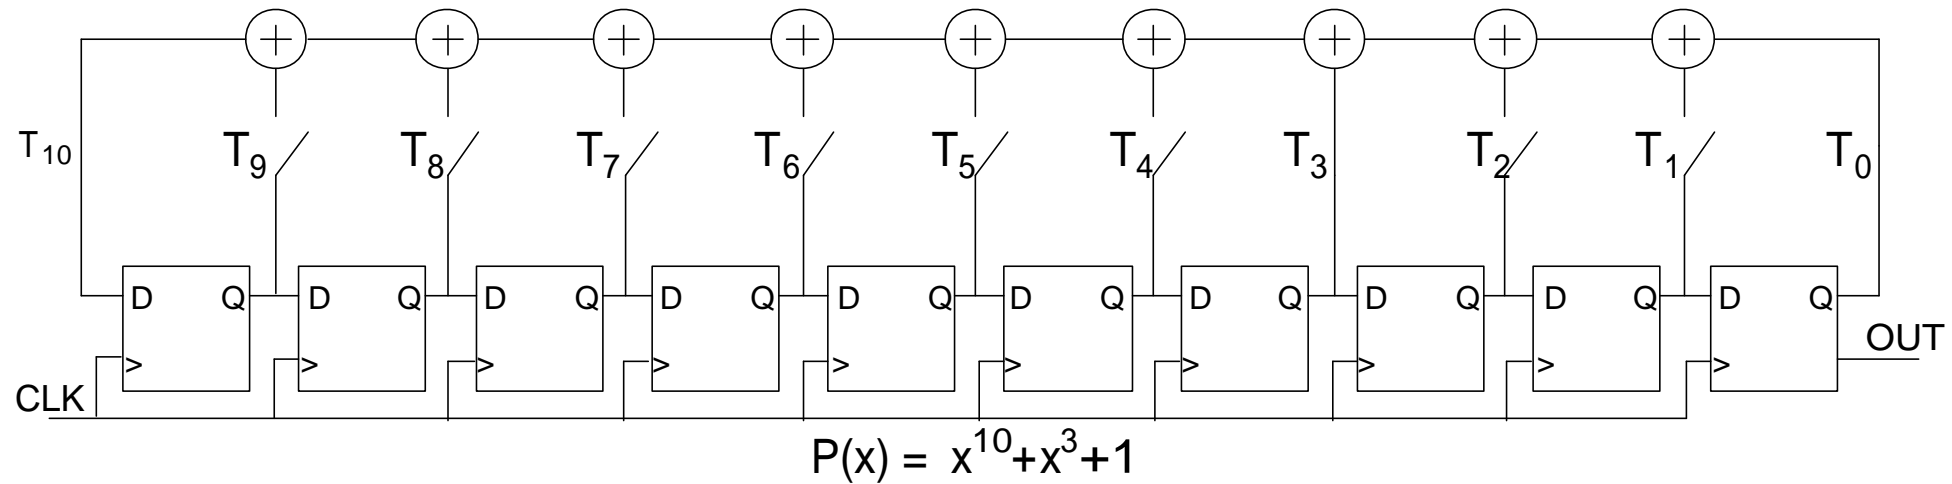 T₁₀ T₉ T₈ T₇ T₆ T₅ T₄ T₃ T₂ T₁ T₀
D Q D Q D Q D Q D Q D Q D Q D Q D Q D Q
OUT
> > > > > > > > > >
CLK
P(x) = x¹⁰+x³+1